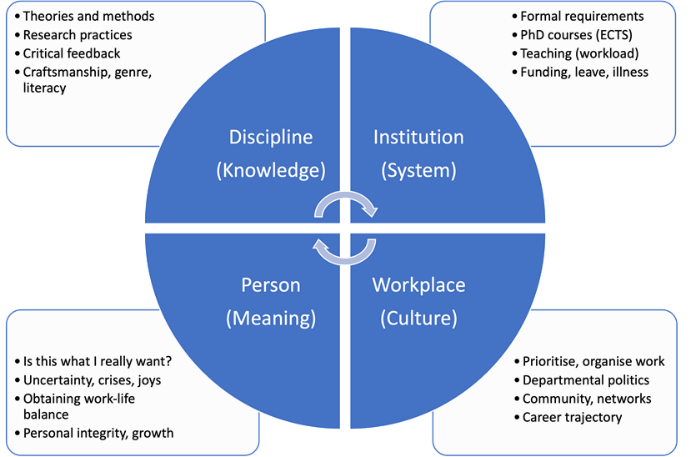 • Theories and methods
• Research practices
• Critical feedback
• Craftsmanship, genre,
literacy
• Formal requirements
• PhD courses (ECTS)
• Teaching (workload)
• Funding, leave, illness
Discipline
(Knowledge)
Institution
(System)
Person
(Meaning)
Workplace
(Culture)
• Is this what I really want?
• Uncertainty, crises, joys
• Obtaining work-life
balance
• Personal integrity, growth
• Prioritise, organise work
• Departmental politics
• Community, networks
• Career trajectory